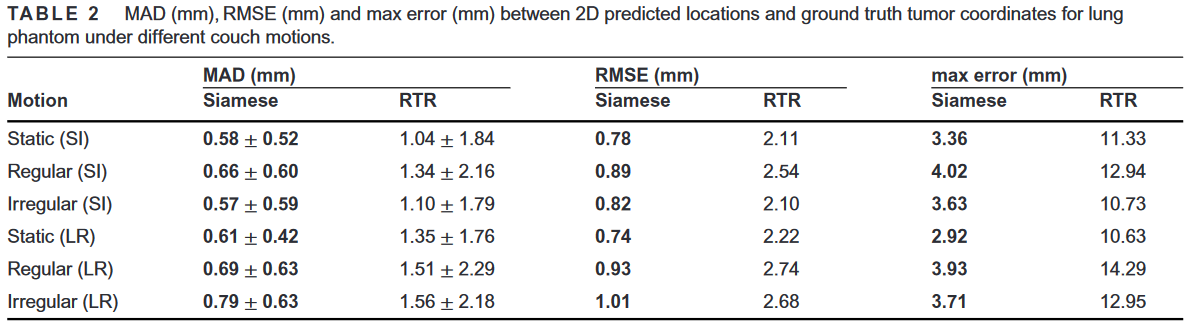 TABLE 2 MAD (mm), RMSE (mm) and max error (mm) between 2D predicted locations and ground truth tumor coordinates for lung
phantom under different couch motions.
MAD (mm) RMSE (mm) max error (mm)
Motion Siamese RTR Siamese RTR Siamese RTR
Static (SI) 0.58 ± 0.52 1.04 ± 1.84 0.78 2.11 3.36 11.33
Regular (SI) 0.66 ± 0.60 1.34 ± 2.16 0.89 2.54 4.02 12.94
Irregular (SI) 0.57 ± 0.59 1.10 ± 1.79 0.82 2.10 3.63 10.73
Static (LR) 0.61 ± 0.42 1.35 ± 1.76 0.74 2.22 2.92 10.63
Regular (LR) 0.69 ± 0.63 1.51 ± 2.29 0.93 2.74 3.93 14.29
Irregular (LR) 0.79 ± 0.63 1.56 ± 2.18 1.01 2.68 3.71 12.95